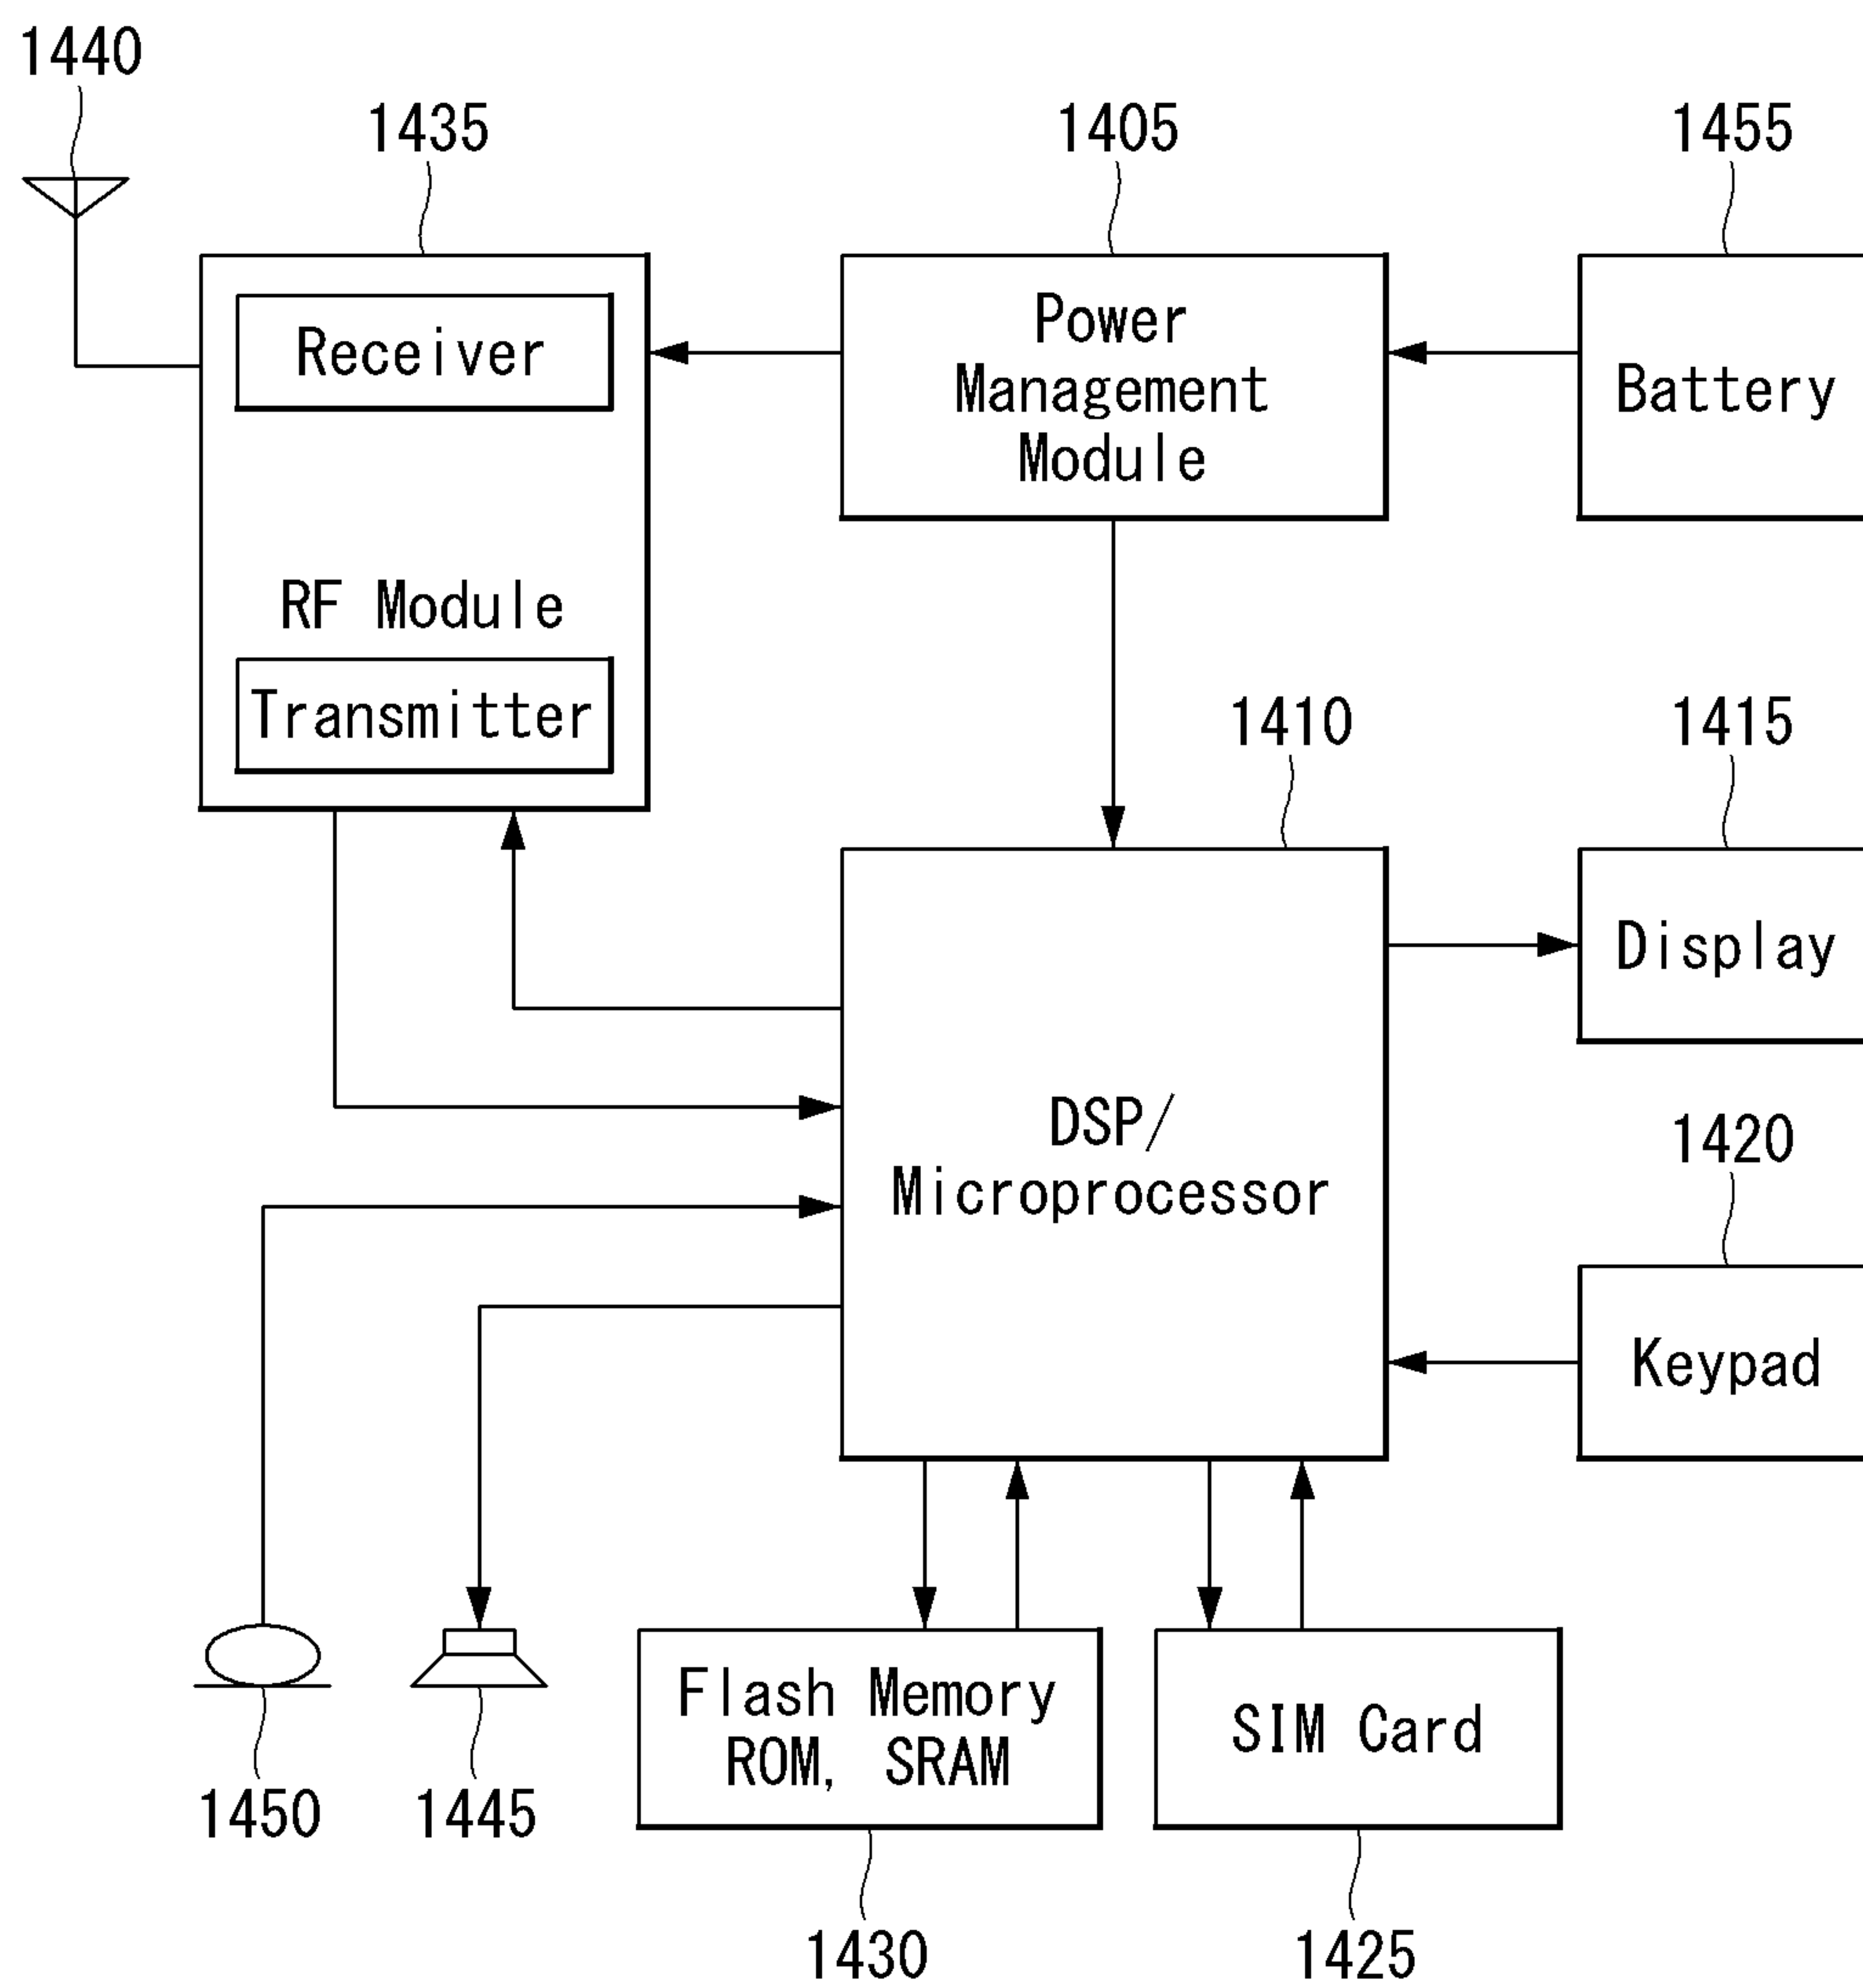 1440
1435
1405
1455
Receiver
Power
Management
Module
Battery
RF Module
Transmitter
1410
1415
Display
DSP/
Microprocessor
1420
Keypad
Flash Memory
ROM, SRAM
SIM Card
1450
1445
1430
1425